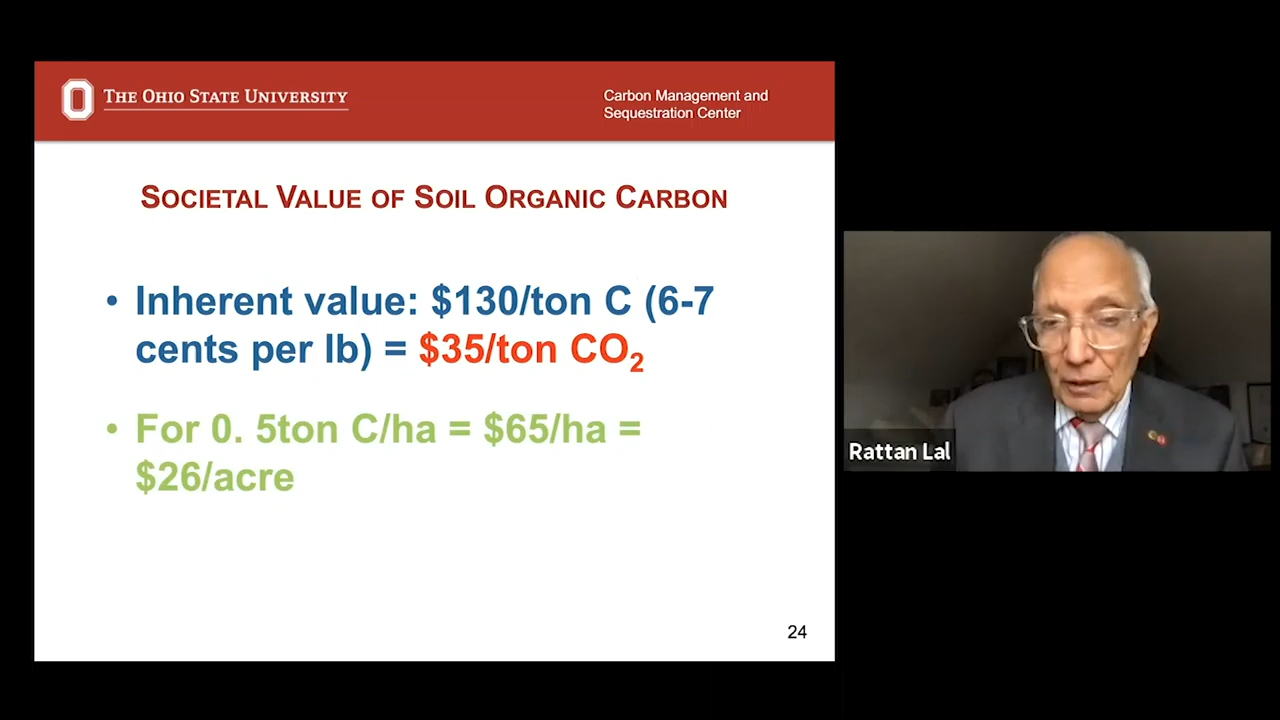 THE OHIO STATE UNIVERSITY
Carbon Management and
Sequestration Center
SOCIETAL VALUE OF SOIL ORGANIC CARBON
• Inherent value: $130/ton C (6-7
cents per lb) = $35/ton CO2
• For 0. 5ton C/ha = $65/ha =
$26/acre
24
Rattan Lal